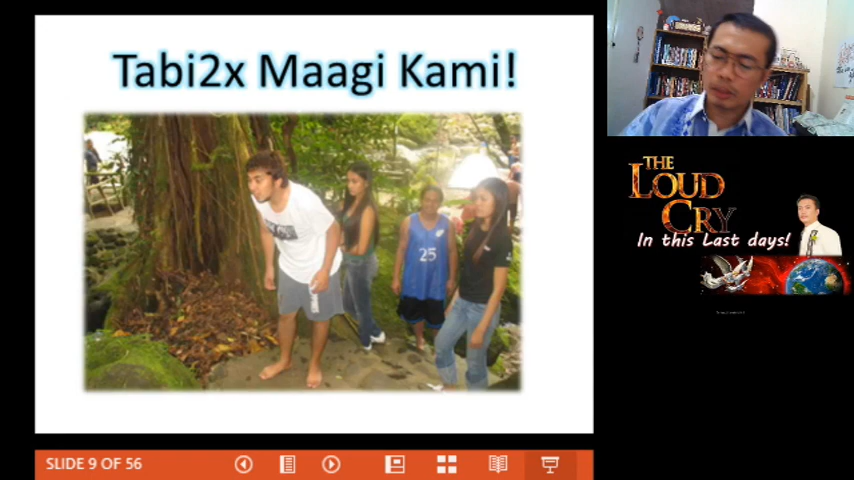 Tabi2x Maagi Kami!
25
THE
LOUD
CRY
In this Last days!
SLIDE 9 OF 56